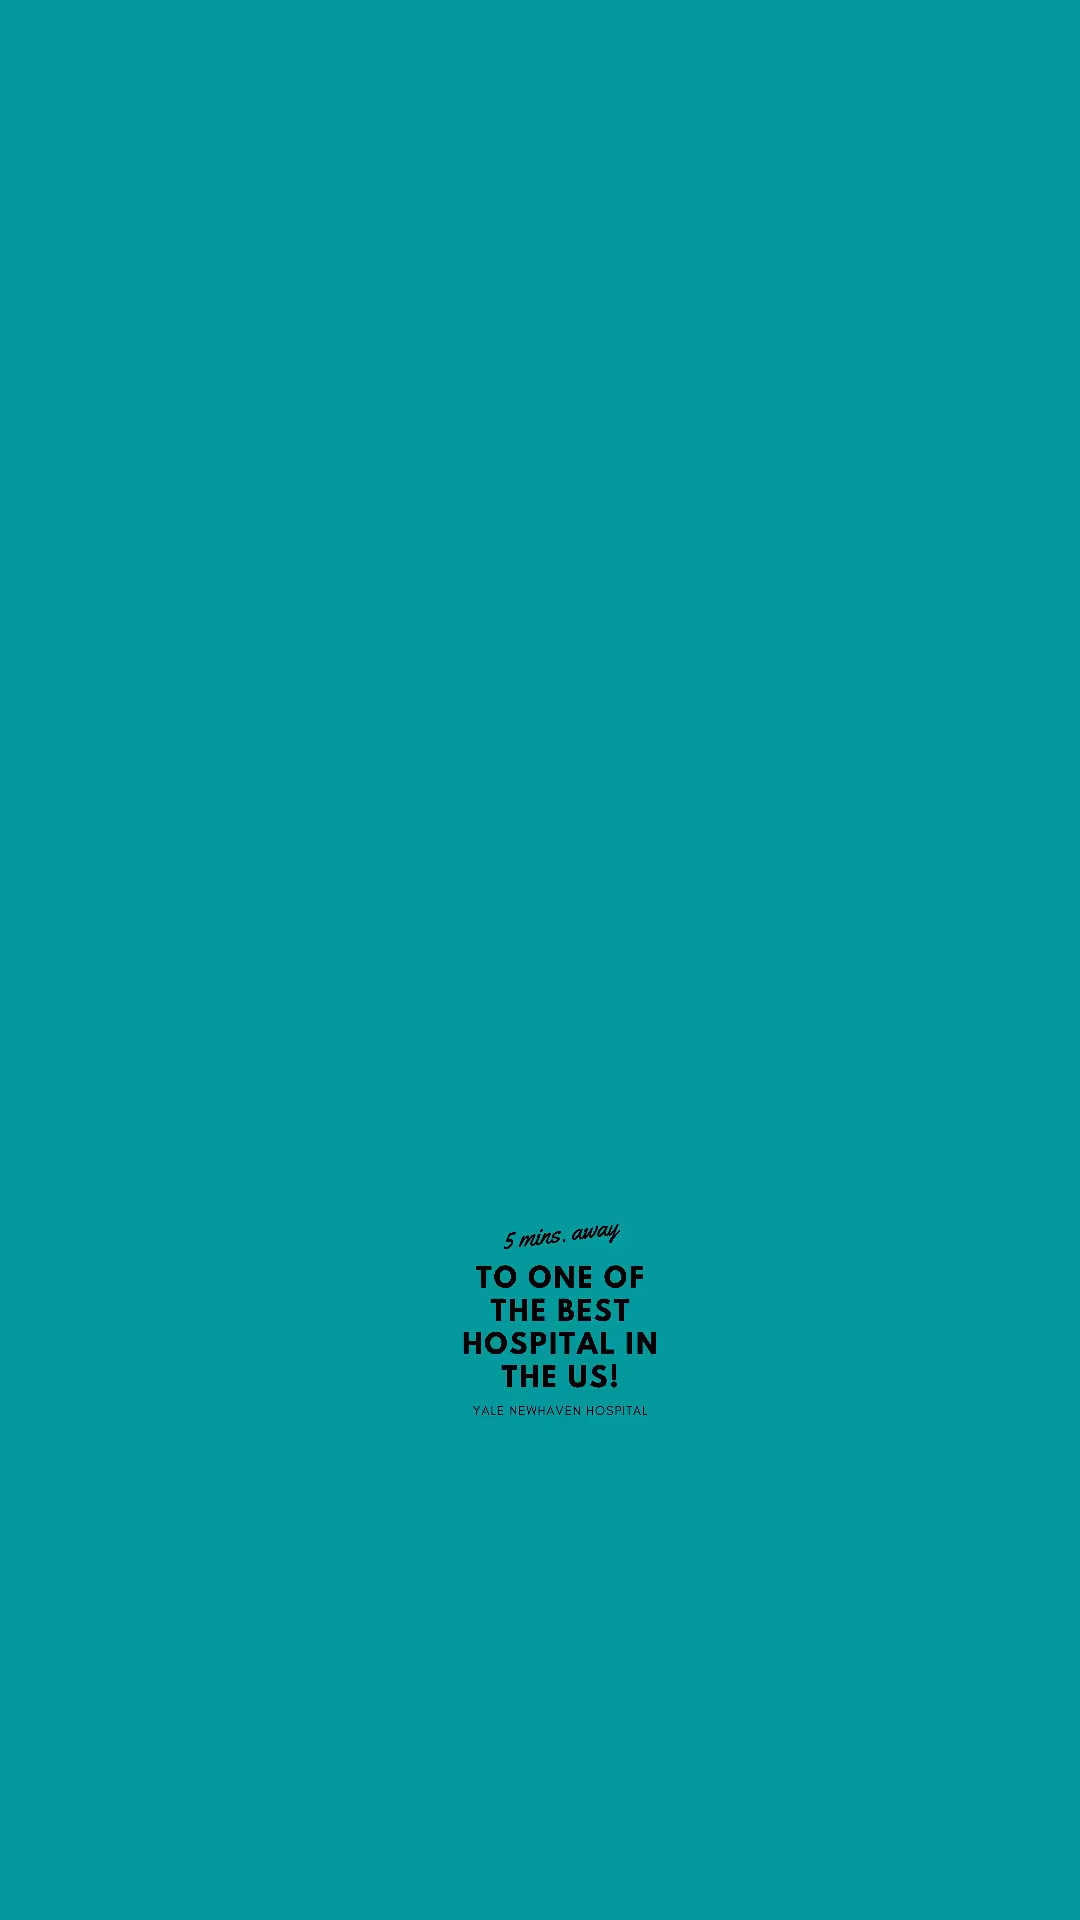 5 mins. away
TO ONE OF
THE BEST
HOSPITAL IN
THE US!
YALE NEWHAVEN HOSPITAL